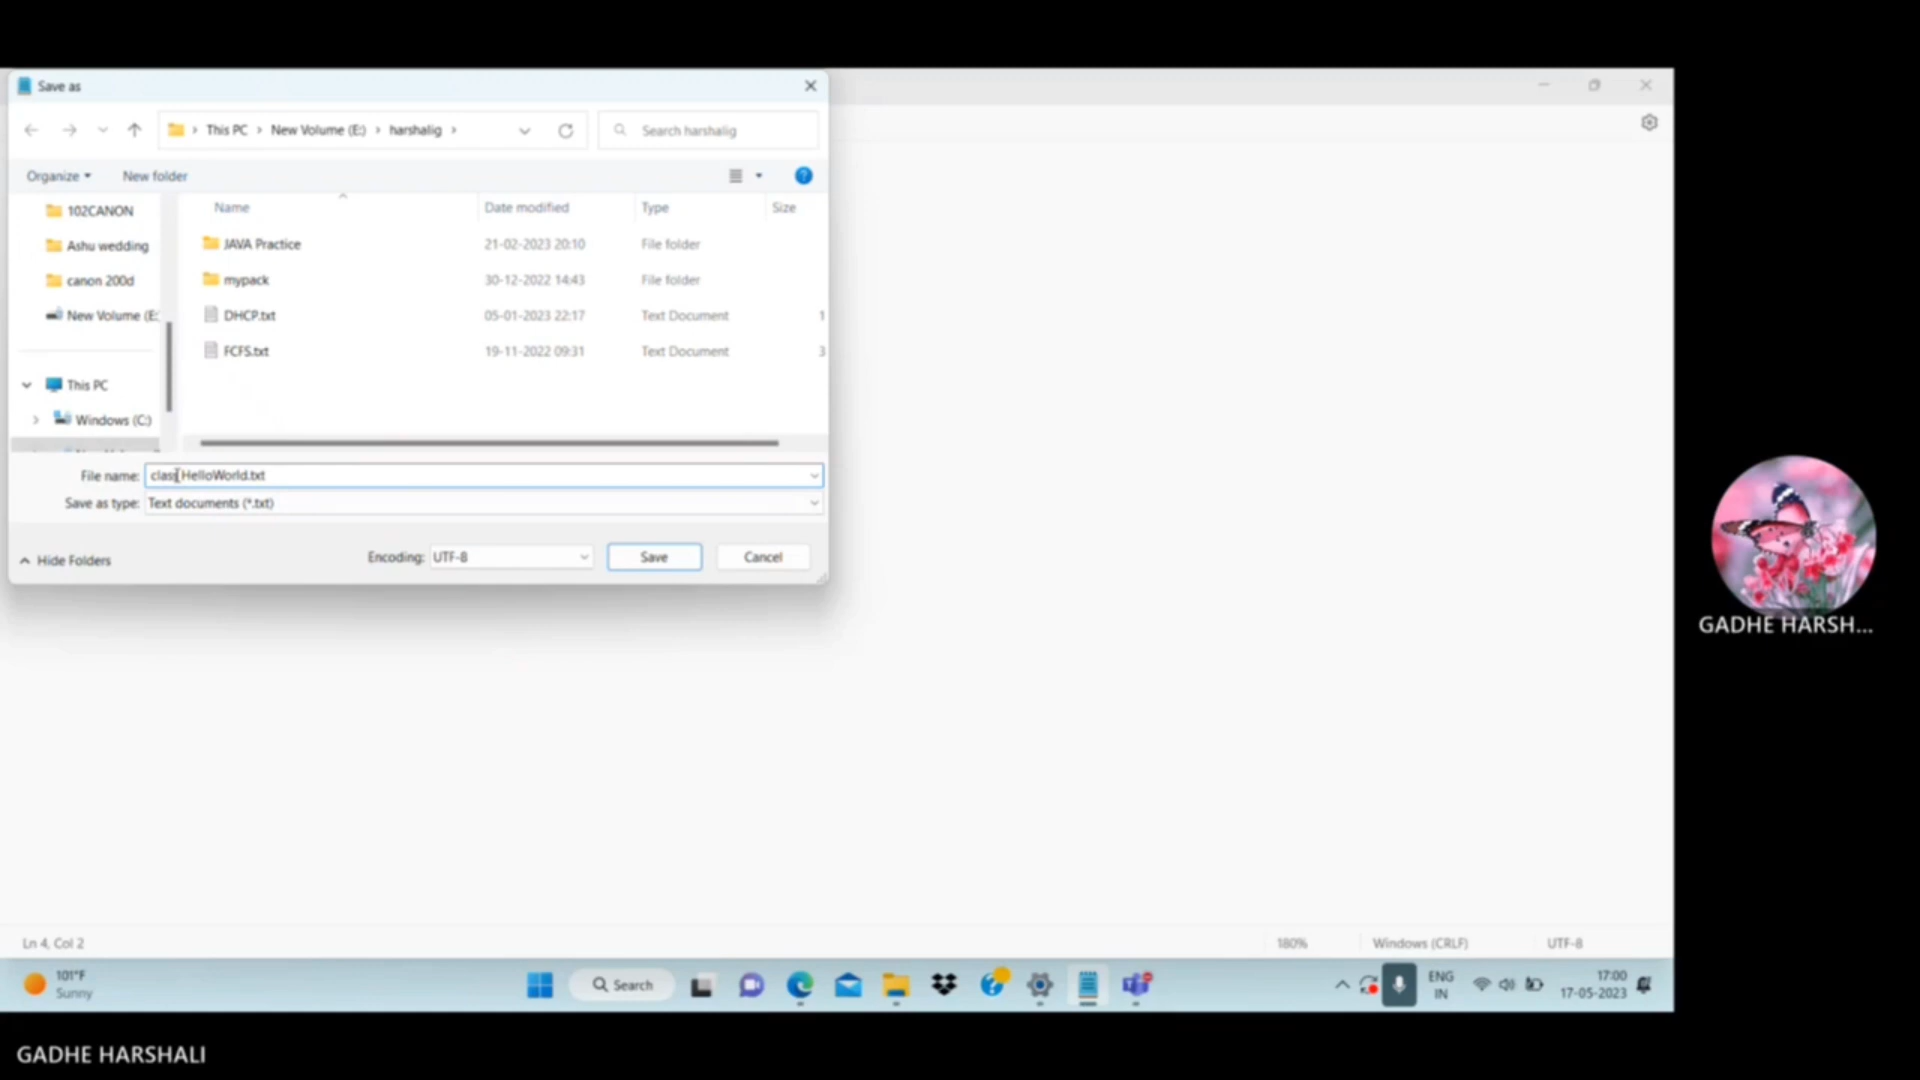 Save as
This PC > New Volume (E:) > harshalig >
Search harshalig
Organize
New folder
Name Date modified Type Size
102CANON
Ashu wedding
canon 200d
New Volume (E:
This PC
Windows (C:)
JAVA Practice 21-02-2023 20:10 File folder
mypack 30-12-2022 14:43 File folder
DHCP.txt 05-01-2023 22:17 Text Document 1
FCFS.txt 19-11-2022 09:31 Text Document 3
File name: class HelloWorld.txt
Save as type: Text documents (*.txt)
Hide Folders
Encoding: UTF-8
Save
Cancel
GADHE HARSH...
Ln 4, Col 2
180%
Windows (CRLF)
UTF-8
101°F
Sunny
Search
ENG
IN
17:00
17-05-2023
GADHE HARSHALI